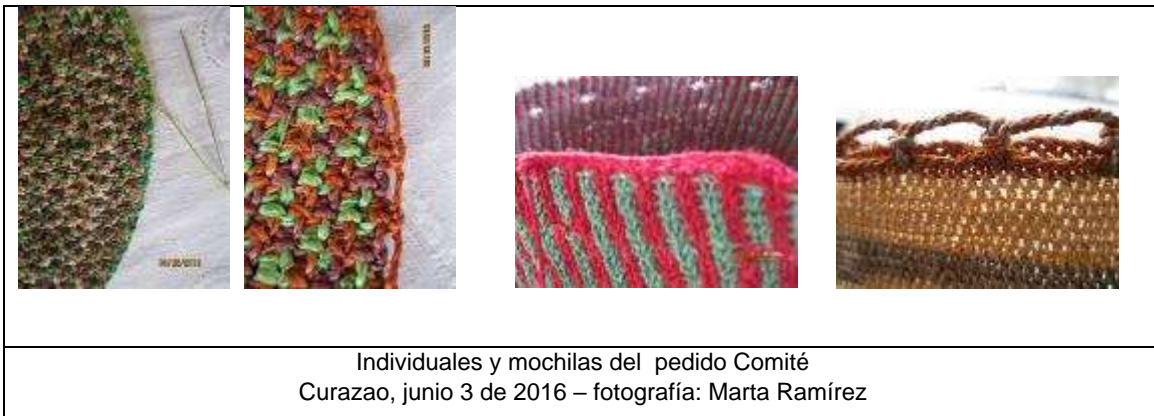 Individuales y mochilas del pedido Comité
Curazao, junio 3 de 2016 – fotografía: Marta Ramírez